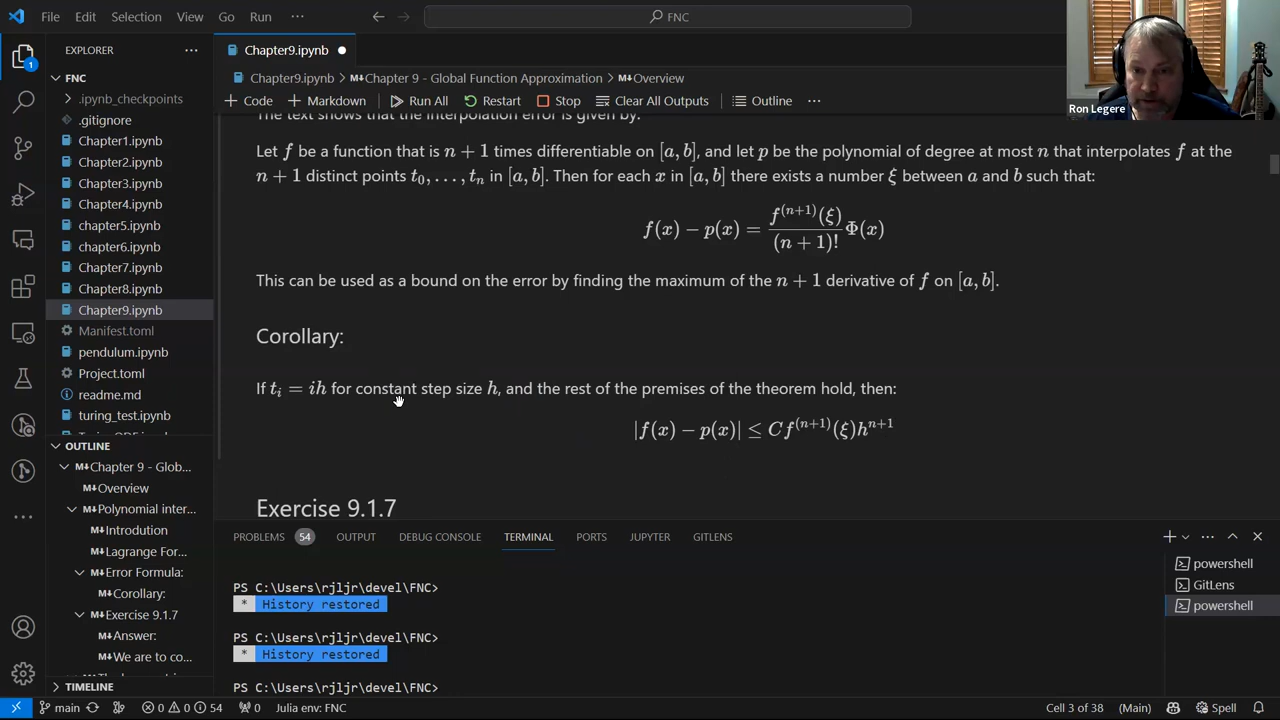 File Edit Selection View Go Run ··· FNC
Ron Legere
EXPLORER ···
FNC
.ipynb_checkpoints
.gitignore
Chapter1.ipynb
Chapter2.ipynb
Chapter3.ipynb
Chapter4.ipynb
chapter5.ipynb
chapter6.ipynb
Chapter7.ipynb
Chapter8.ipynb
Chapter9.ipynb
Manifest.toml
pendulum.ipynb
Project.toml
readme.md
turing_test.ipynb
OUTLINE
M↓Chapter 9 - Glob...
M↓Overview
M↓Polynomial inter...
M↓Introdution
M↓Lagrange For...
M↓Error Formula:
M↓Corollary:
M↓Exercise 9.1.7
M↓Answer:
M↓We are to co...
TIMELINE
Chapter9.ipynb
Chapter9.ipynb > M↓Chapter 9 - Global Function Approximation > M↓Overview
+ Code + Markdown Run All Restart Stop Clear All Outputs Outline ···
The text shows that the interpolation error is given by:
Let f be a function that is n + 1 times differentiable on [a, b], and let p be the polynomial of degree at most n that interpolates f at the
n + 1 distinct points t₀, . . . , tₙ in [a, b]. Then for each x in [a, b] there exists a number ξ between a and b such that:
f(x) − p(x) = f⁽ⁿ⁺¹⁾(ξ) / (n + 1)! Φ(x)
This can be used as a bound on the error by finding the maximum of the n + 1 derivative of f on [a, b].
Corollary:
If tᵢ = ih for constant step size h, and the rest of the premises of the theorem hold, then:
|f(x) − p(x)| ≤ Cf⁽ⁿ⁺¹⁾(ξ)hⁿ⁺¹
Exercise 9.1.7
PROBLEMS 54 OUTPUT DEBUG CONSOLE TERMINAL PORTS JUPYTER GITLENS
PS C:\Users\rjljr\devel\FNC>
* History restored
PS C:\Users\rjljr\devel\FNC>
* History restored
PS C:\Users\rjljr\devel\FNC>
powershell
GitLens
powershell
main 0 0 54 0 Julia env: FNC Cell 3 of 38 (Main) Spell